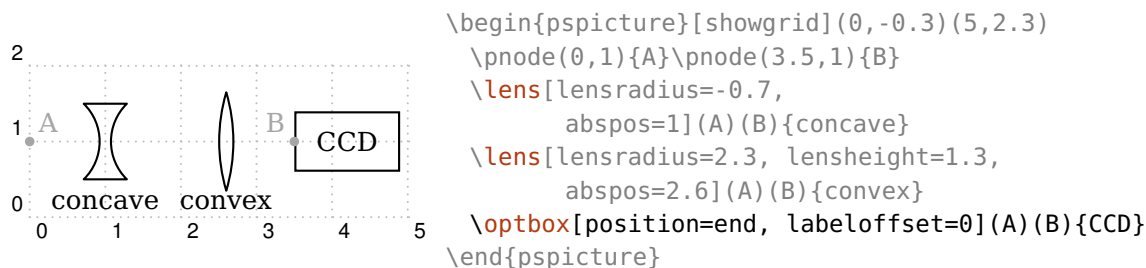 2
1
0
A
B
CCD
concave
convex
0
1
2
3
4
5
\begin{pspicture}[showgrid](0,-0.3)(5,2.3)
\pnode(0,1){A}\pnode(3.5,1){B}
\lens[lensradius=-0.7,
abspos=1](A)(B){concave}
\lens[lensradius=2.3, lensheight=1.3,
abspos=2.6](A)(B){convex}
\optbox[position=end, labeloffset=0](A)(B){CCD}
\end{pspicture}